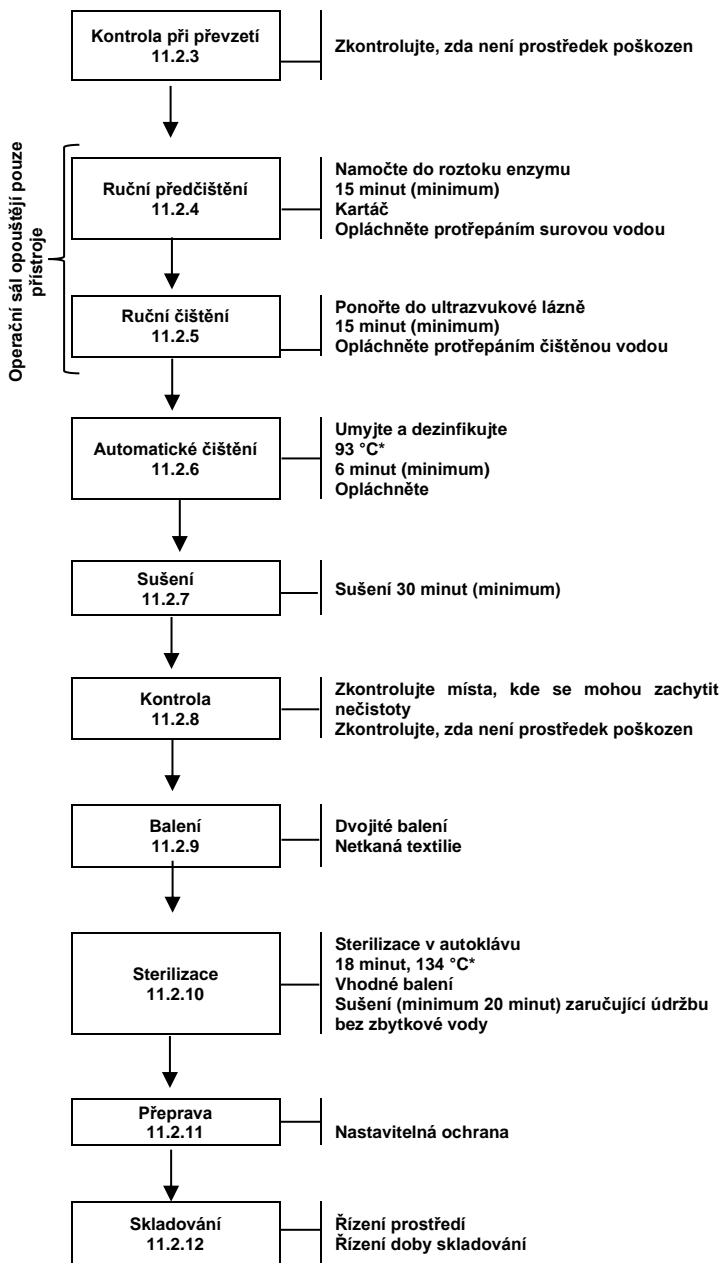 Kontrola při převzetí
11.2.3
Zkontrolujte, zda není prostředek poškozen
Operační sál opouštějí pouze
přístroje
Ruční předčištění
11.2.4
Namočte do roztoku enzymu
15 minut (minimum)
Kartáč
Opláchněte protřepáním surovou vodou
Ruční čištění
11.2.5
Ponořte do ultrazvukové lázně
15 minut (minimum)
Opláchněte protřepáním čištěnou vodou
Automatické čištění
11.2.6
Umyjte a dezinfikujte
93 °C*
6 minut (minimum)
Opláchněte
Sušení
11.2.7
Sušení 30 minut (minimum)
Kontrola
11.2.8
Zkontrolujte místa, kde se mohou zachytit
nečistoty
Zkontrolujte, zda není prostředek poškozen
Balení
11.2.9
Dvojité balení
Netkaná textilie
Sterilizace
11.2.10
Sterilizace v autoklávu
18 minut, 134 °C*
Vhodné balení
Sušení (minimum 20 minut) zaručující údržbu
bez zbytkové vody
Přeprava
11.2.11
Nastavitelná ochrana
Skladování
11.2.12
Řízení prostředí
Řízení doby skladování